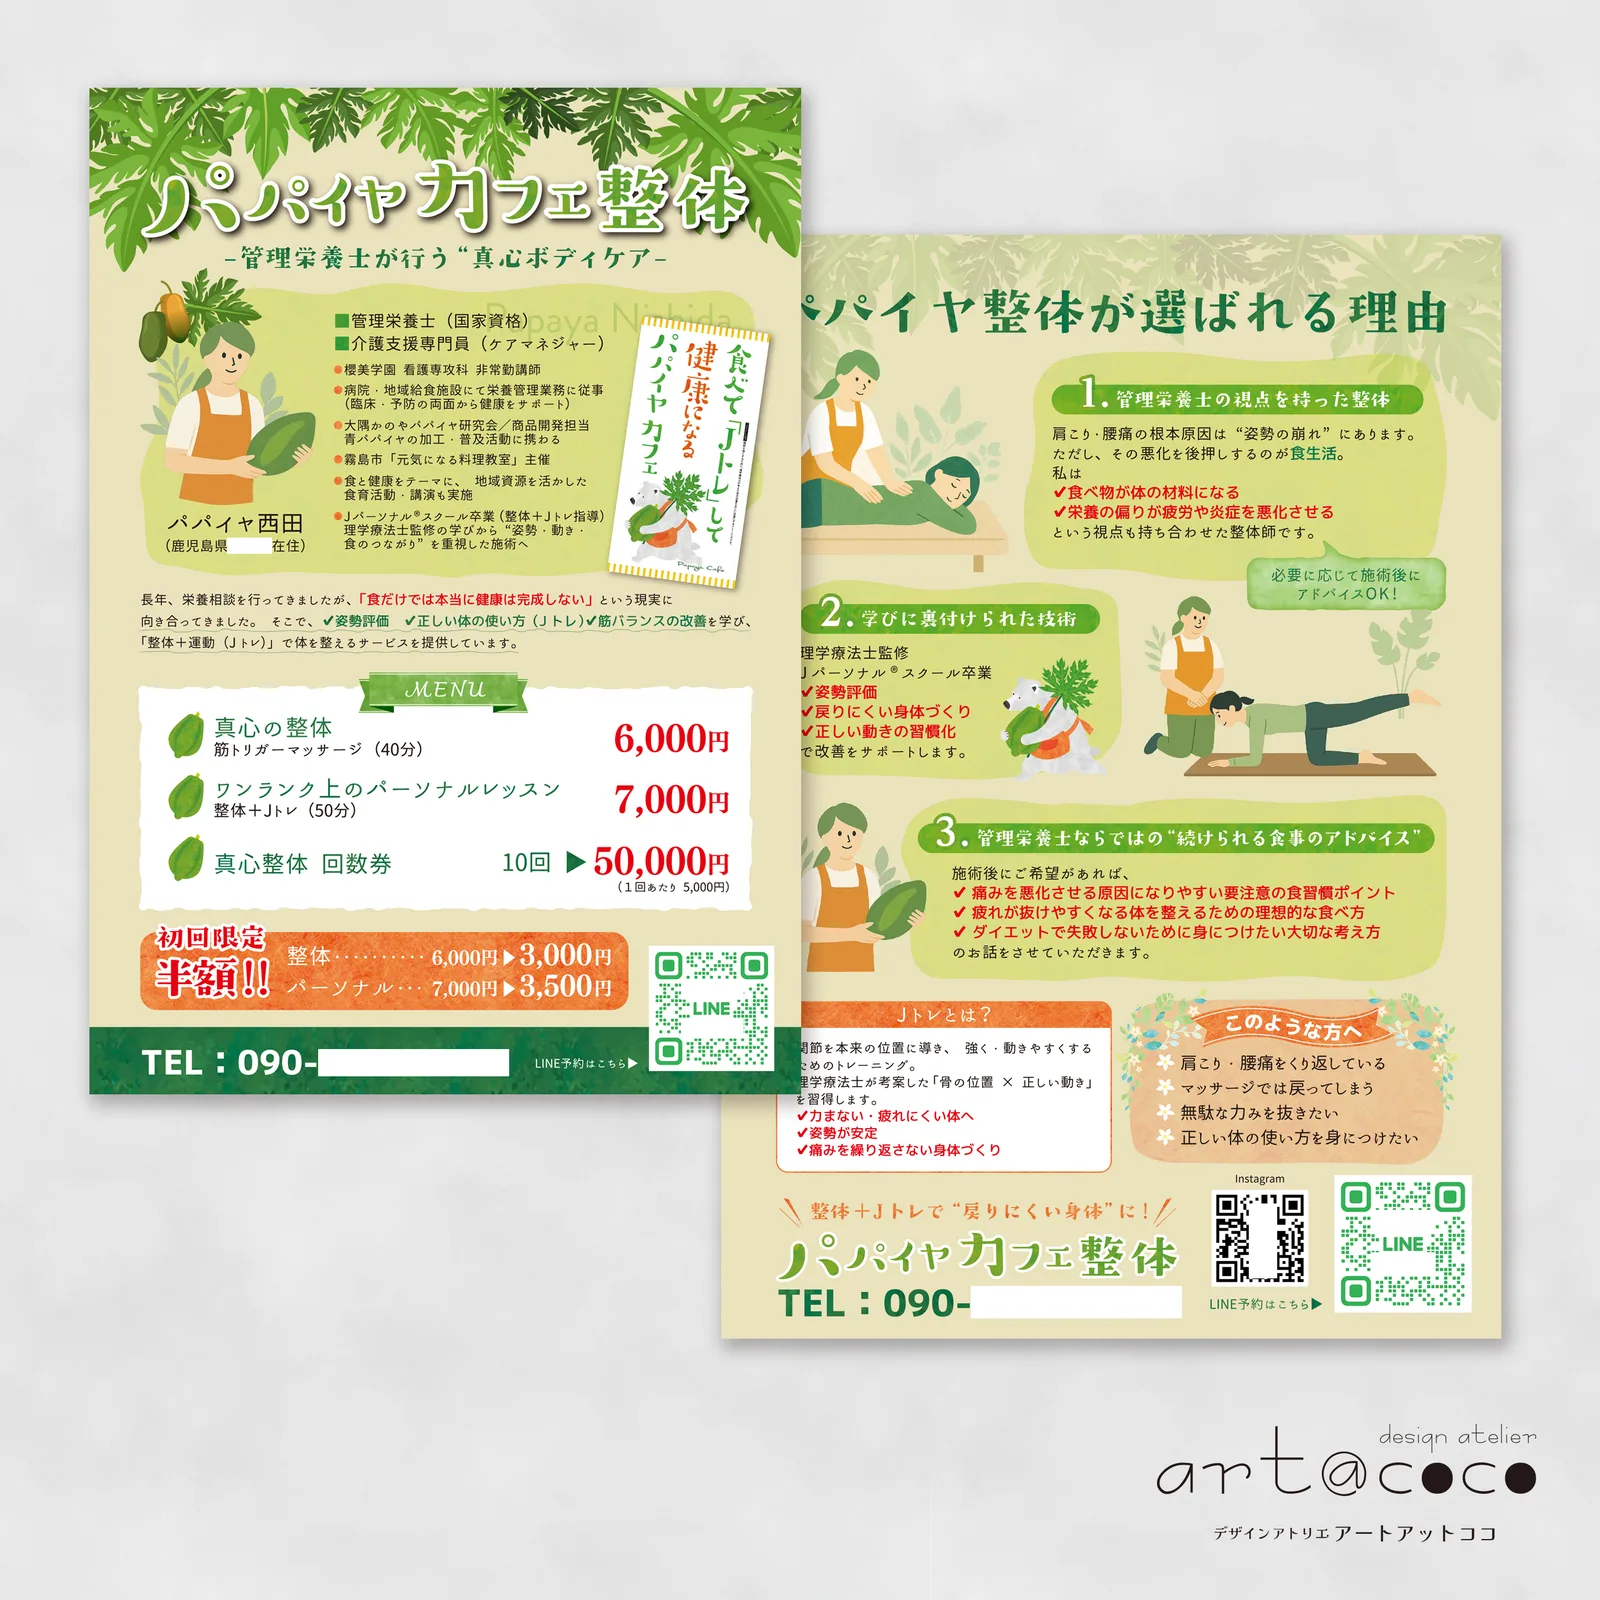 パパイヤカフェ整体
-管理栄養士が行う“真心ボディケア-
Papaya Nishida
■管理栄養士（国家資格）
■介護支援専門員（ケアマネジャー）
●櫻美学園 看護専攻科 非常勤講師
●病院・地域給食施設にて栄養管理業務に従事
（臨床・予防の両面から健康をサポート）
●大隅かのやパパイヤ研究会／商品開発担当
青パパイヤの加工・普及活動に携わる
●霧島市「元気になる料理教室」主催
●食と健康をテーマに、 地域資源を活かした
食育活動・講演も実施
●Jパーソナル®スクール卒業（整体＋Jトレ指導）
理学療法士監修の学びから “姿勢・動き・
食のつながり” を重視した施術へ
パパイヤ西田
（鹿児島県 在住）
食べて「Jトレ」して
健康になる
パパイヤ カフェ
Papaya Cafe
長年、栄養相談を行ってきましたが、「食だけでは本当に健康は完成しない」という現実に
向き合ってきました。 そこで、✔姿勢評価 ✔正しい体の使い方（Jトレ）✔筋バランスの改善を学び、
「整体＋運動（Jトレ）」で体を整えるサービスを提供しています。
MENU
真心の整体
筋トリガーマッサージ（40分）
6,000円
ワンランク上のパーソナルレッスン
整体＋Jトレ（50分）
7,000円
真心整体 回数券 10回 ▶50,000円
（1回あたり 5,000円）
初回限定
半額!!
整体·········· 6,000円▶3,000円
パーソナル··· 7,000円▶3,500円
LINE
TEL：090-
LINE予約はこちら▶
パイヤ整体が選ばれる理由
1.管理栄養士の視点を持った整体
肩こり・腰痛の根本原因は “姿勢の崩れ” にあります。
ただし、その悪化を後押しするのが食生活。
私は
✔食べ物が体の材料になる
✔栄養の偏りが疲労や炎症を悪化させる
という視点も持ち合わせた整体師です。
必要に応じて施術後に
アドバイスOK！
2.学びに裏付けられた技術
理学療法士監修
Jパーソナル®スクール卒業
✔姿勢評価
✔戻りにくい身体づくり
✔正しい動きの習慣化
で改善をサポートします。
3.管理栄養士ならではの“続けられる食事のアドバイス”
施術後にご希望があれば、
✔ 痛みを悪化させる原因になりやすい要注意の食習慣ポイント
✔ 疲れが抜けやすくなる体を整えるための理想的な食べ方
✔ ダイエットで失敗しないために身につけたい大切な考え方
のお話をさせていただきます。
Jトレとは？
関節を本来の位置に導き、 強く・動きやすくする
ためのトレーニング。
理学療法士が考案した「骨の位置 × 正しい動き」
を習得します。
✔力まない・疲れにくい体へ
✔姿勢が安定
✔痛みを繰り返さない身体づくり
このような方へ
肩こり・腰痛をくり返している
マッサージでは戻ってしまう
無駄な力みを抜きたい
正しい体の使い方を身につけたい
整体＋Jトレで “戻りにくい身体” に！
パパイヤカフェ整体
TEL：090-
Instagram
LINE予約はこちら▶
LINE
design atelier
art@coco
デザインアトリエ アートアットココ